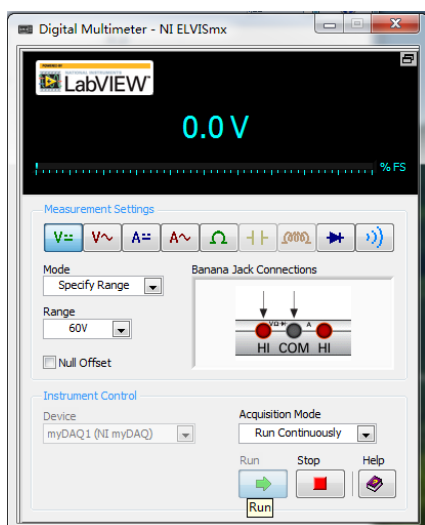 Digital Multimeter - NI ELVISmx
LabVIEW
0.0 V
% FS
Measurement Settings
V
V
A
A
Ω
Mode
Banana Jack Connections
Specify Range
Range
60V
A
HI COM HI
Null Offset
Instrument Control
Device
Acquisition Mode
myDAQ1 (NI myDAQ)
Run Continuously
Run Stop Help
Run